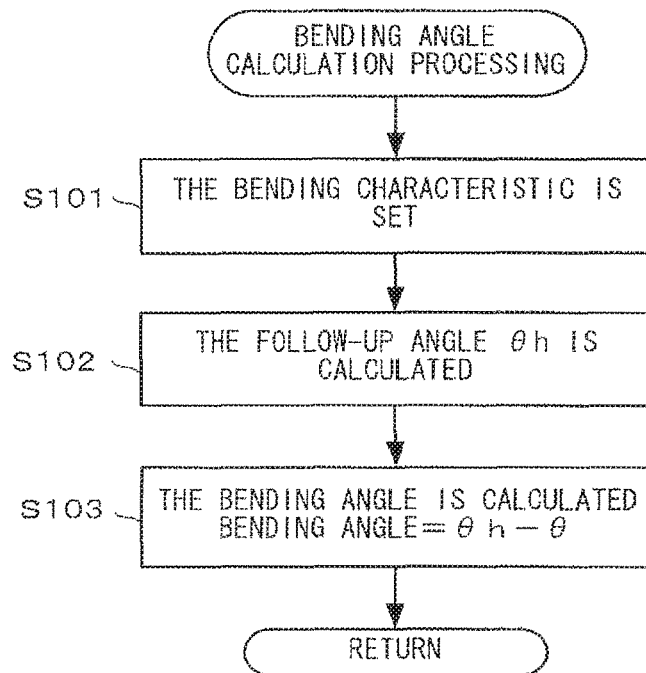 BENDING ANGLE
CALCULATION PROCESSING
S101
THE BENDING CHARACTERISTIC IS
SET
S102
THE FOLLOW-UP ANGLE θh IS
CALCULATED
S103
THE BENDING ANGLE IS CALCULATED
BENDING ANGLE=θh−θ
RETURN